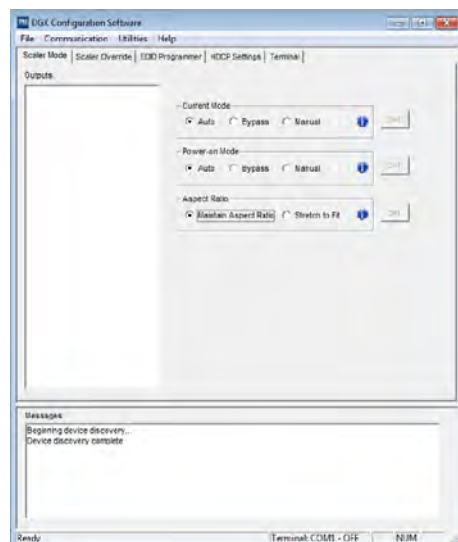 DGX Configuration Software
File Communication Utilities Help
Scaler Mode Scaler Override EDID Programmer HDCP Settings Terminal
Outputs
Current Mode
Auto Bypass Manual Set
Power-on Mode
Auto Bypass Manual Set
Aspect Ratio
Maintain Aspect Ratio Stretch to Fit Set
Messages
Beginning device discovery...
Device discovery complete
Ready Terminal: COM1 - OFF NUM